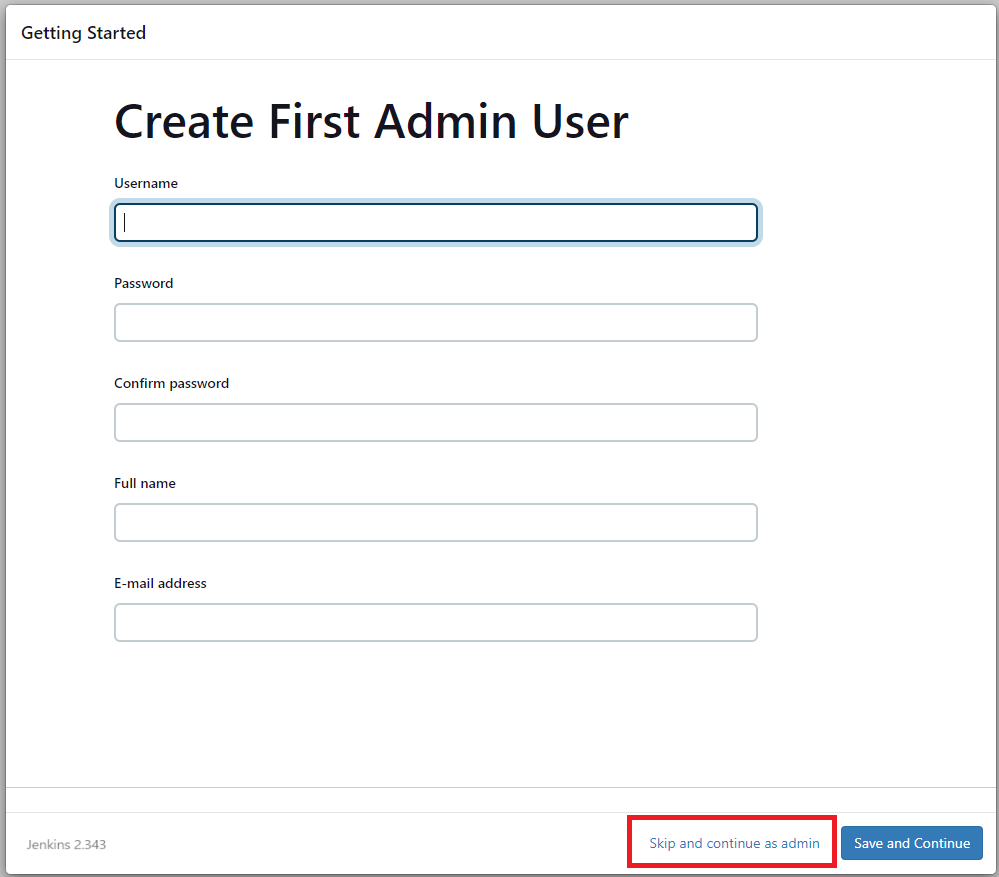 Getting Started
Create First Admin User
Username
Password
Confirm password
Full name
E-mail address
Jenkins 2.343
Skip and continue as admin
Save and Continue